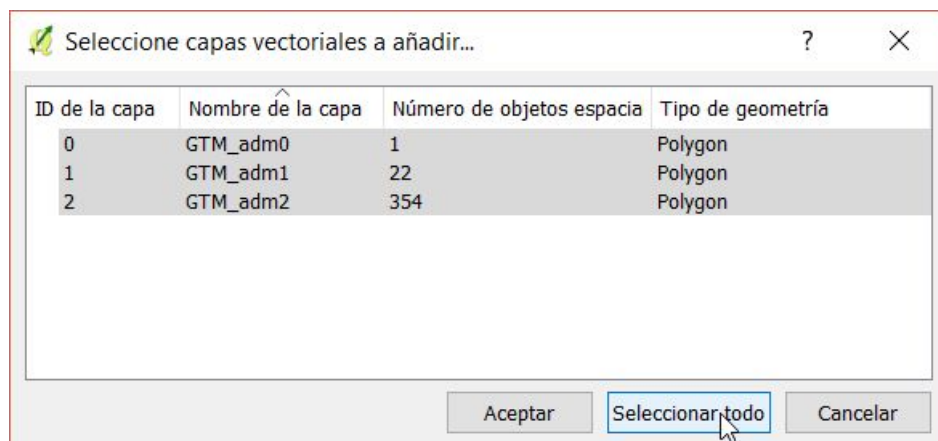 Seleccione capas vectoriales a añadir... ?
ID de la capa Nombre de la capa Número de objetos espacia Tipo de geometría
0 GTM_adm0 1 Polygon
1 GTM_adm1 22 Polygon
2 GTM_adm2 354 Polygon
Aceptar Seleccionar todo Cancelar